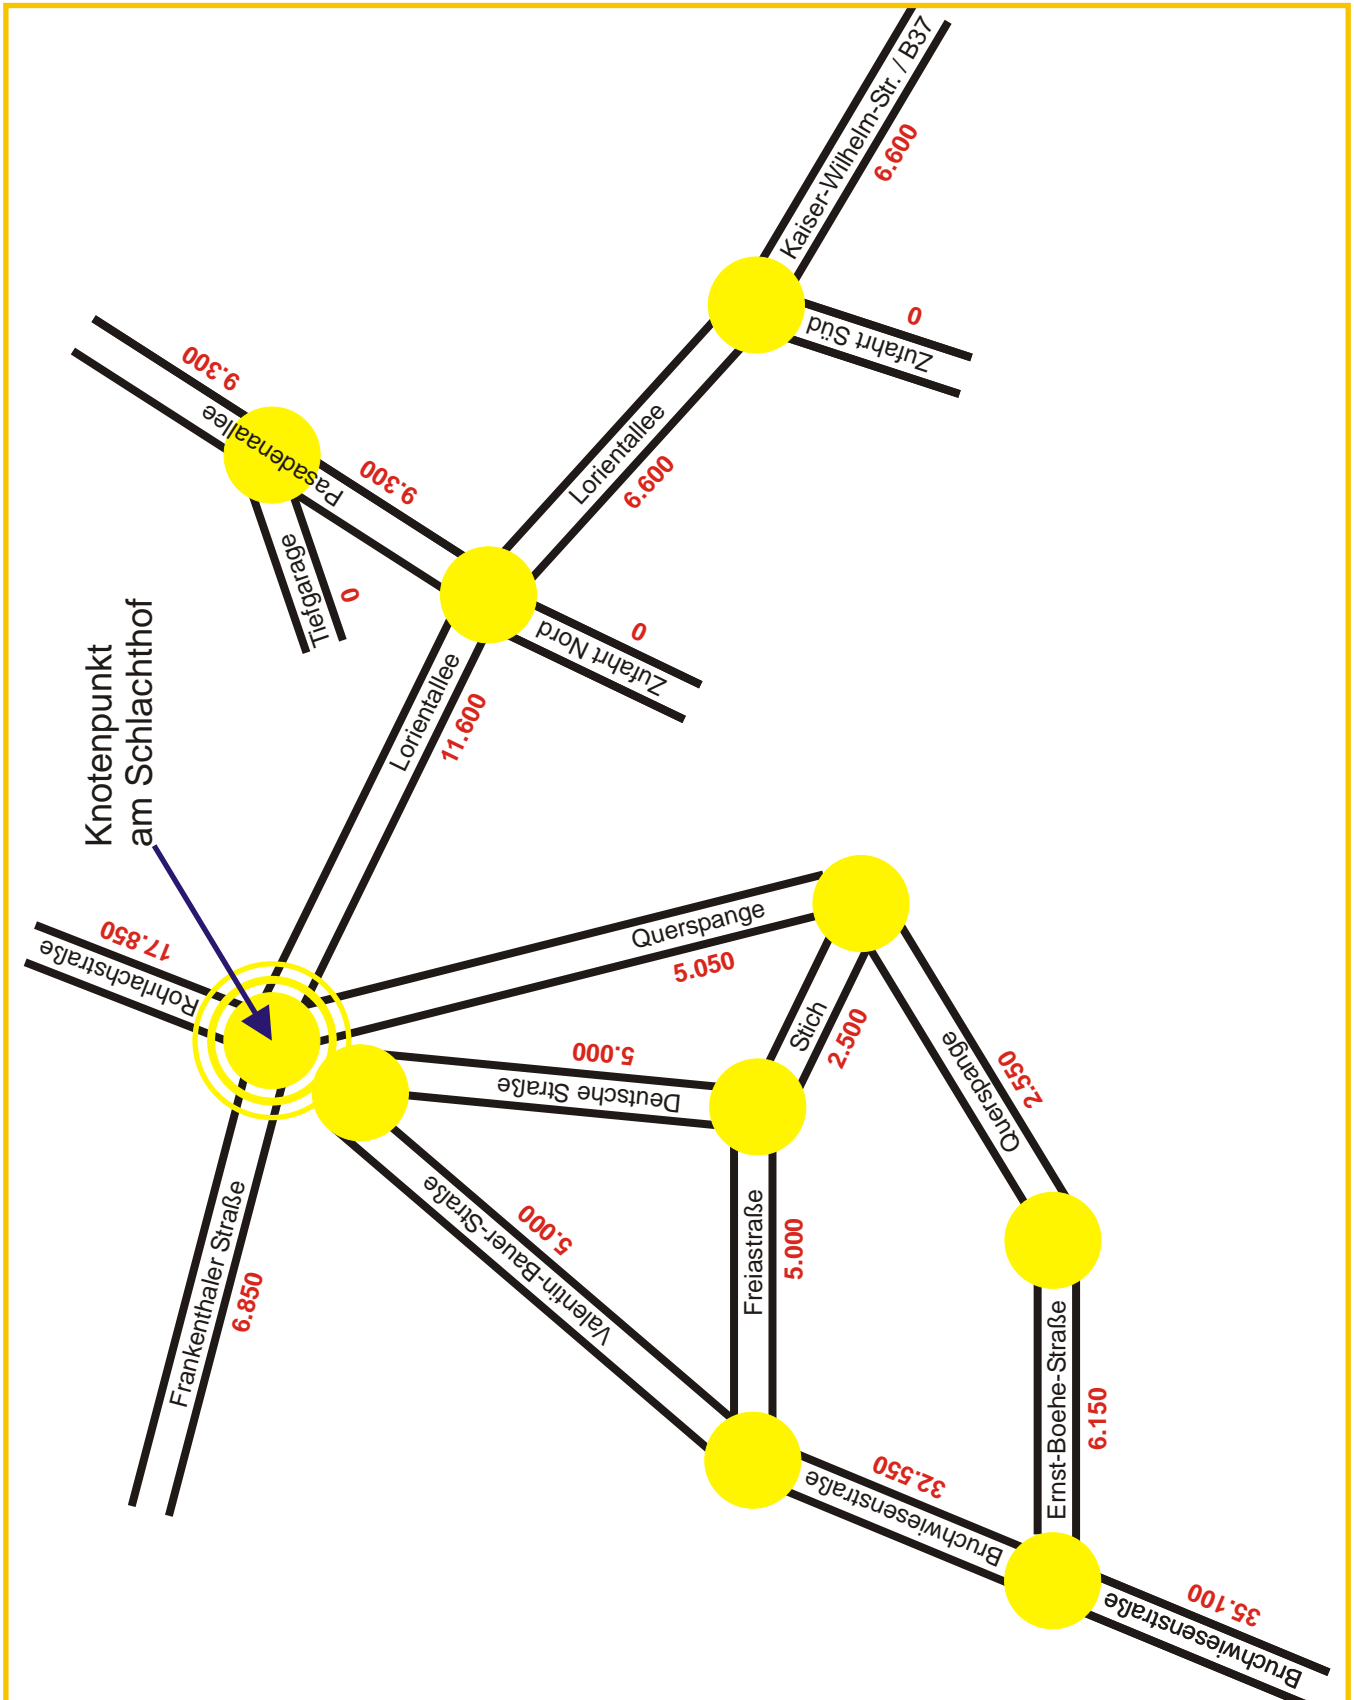 Kaiser-Wilhelm-Str. / B37
6.600
Zufahrt Süd
0
Lorientallee
6.600
9.300
Pasadenaallee
9.300
Tiefgarage
0
Zufahrt Nord
0
Lorientallee
11.600
Knotenpunkt
am Schlachthof
17.850
Rohrlachstraße
Querspange
5.050
Stich
2.500
Querspange
2.550
5.000
Deutsche Straße
Valentin-Bauer-Straße
5.000
Freiastraße
5.000
Frankenthaler Straße
6.850
Ernst-Boehe-Straße
6.150
32.550
Bruchwiesenstraße
35.100
Bruchwiesenstraße